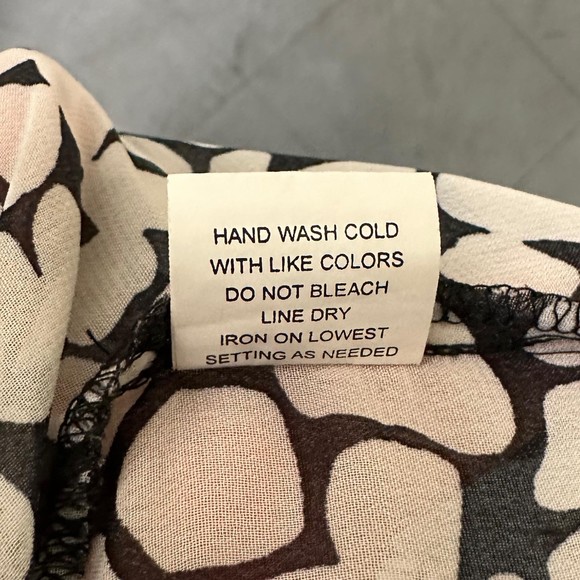 HAND WASH COLD
WITH LIKE COLORS
DO NOT BLEACH
LINE DRY
IRON ON LOWEST
SETTING AS NEEDED